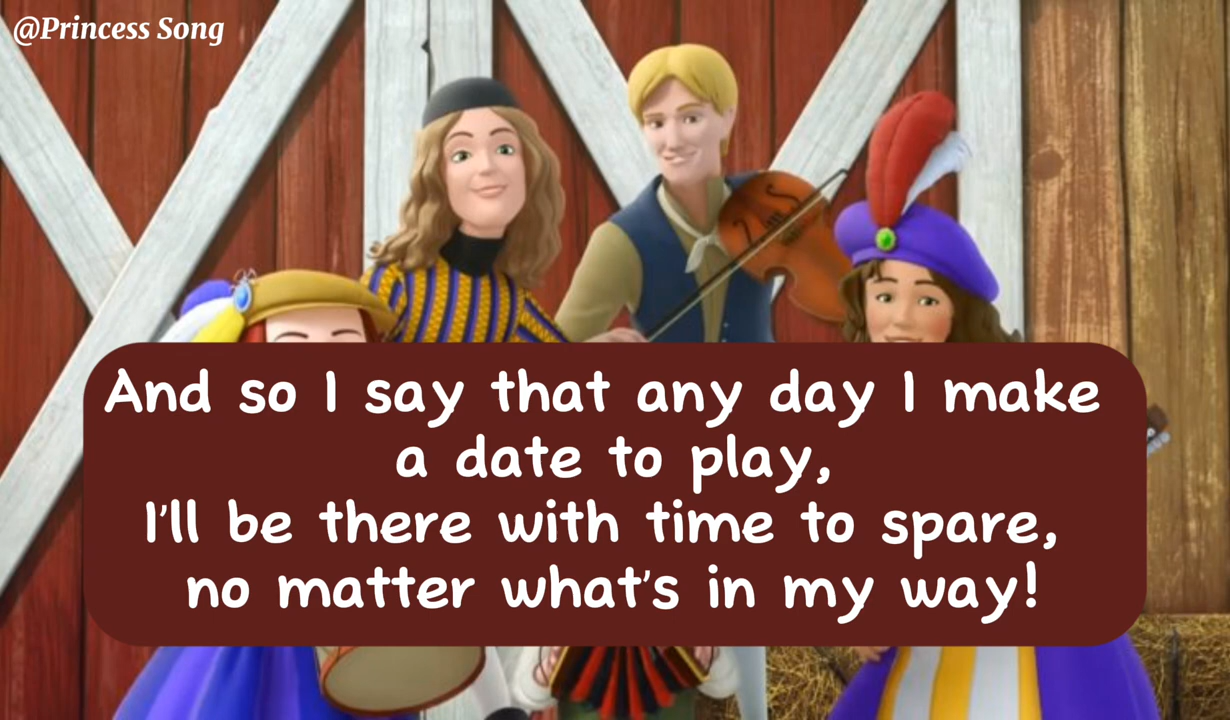 @Princess Song
And so I say that any day I make
a date to play,
I'll be there with time to spare,
no matter what's in my way!